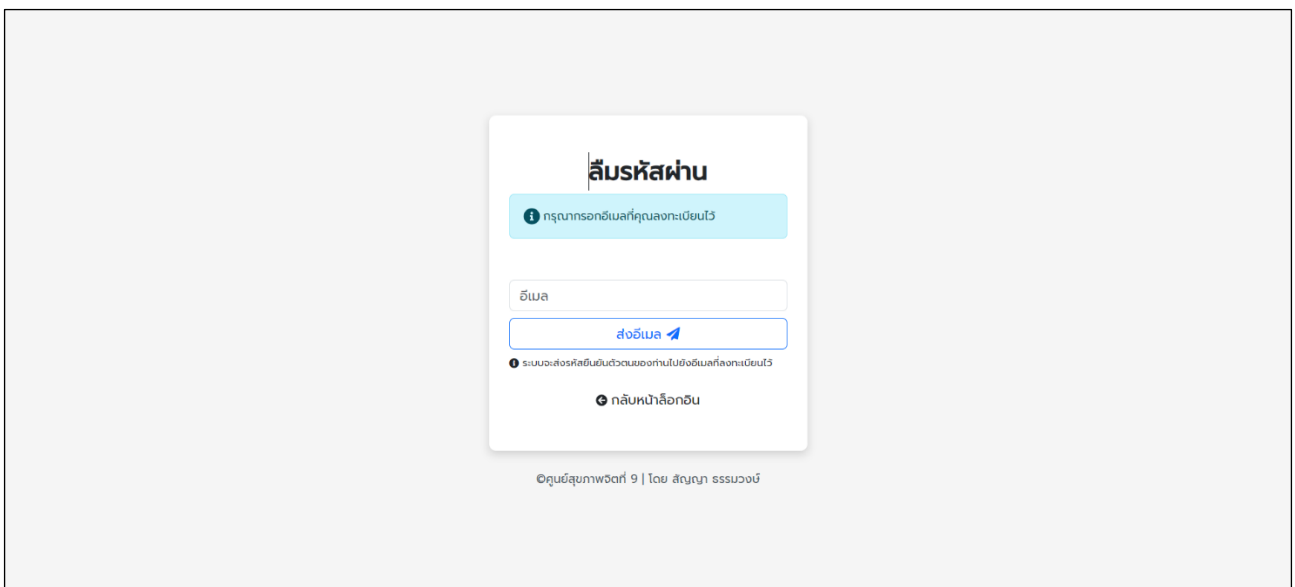 ลืมรหัสผ่าน
กรุณากรอกอีเมลที่คุณลงทะเบียนไว้
อีเมล
ส่งอีเมล
ระบบจะส่งรหัสยืนยันตัวตนของท่านไปยังอีเมลที่ลงทะเบียนไว้
กลับหน้าล็อกอิน
©ศูนย์สุขภาพจิตที่ 9 | โดย สัญญา ธรรมวงษ์